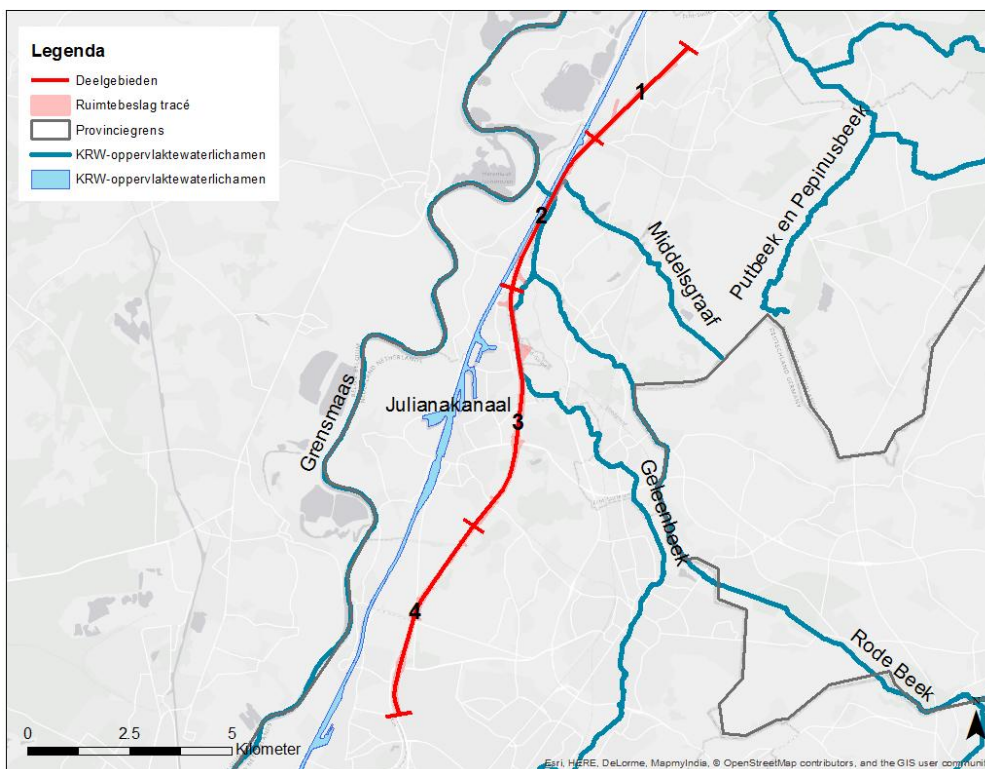 Legenda
Deelgebieden
Ruimtebeslag tracé
Provinciegrens
KRW-oppervlaktewaterlichamen
KRW-oppervlaktewaterlichamen
1
2
3
4
Putbeek en Pepinusbeek
Middelsgraaf
Grensmaas
Julianakanaal
Geleenbeek
Rode Beek
0 2.5 5
Kilometer
Esri, HERE, DeLorme, MapmyIndia, © OpenStreetMap contributors, and the GIS user communit